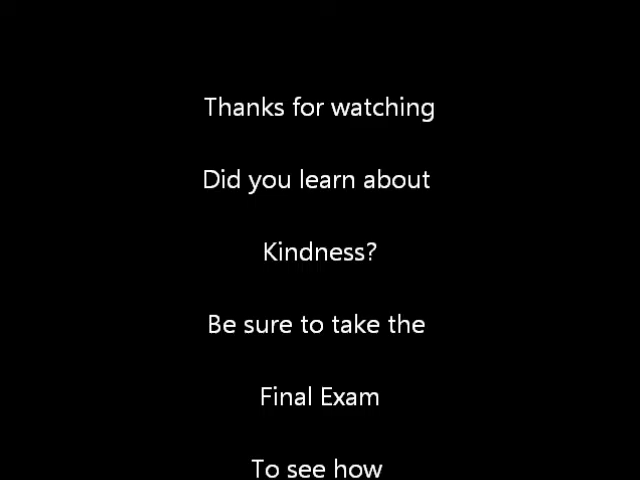 Thanks for watching
Did you learn about
Kindness?
Be sure to take the
Final Exam
To see how